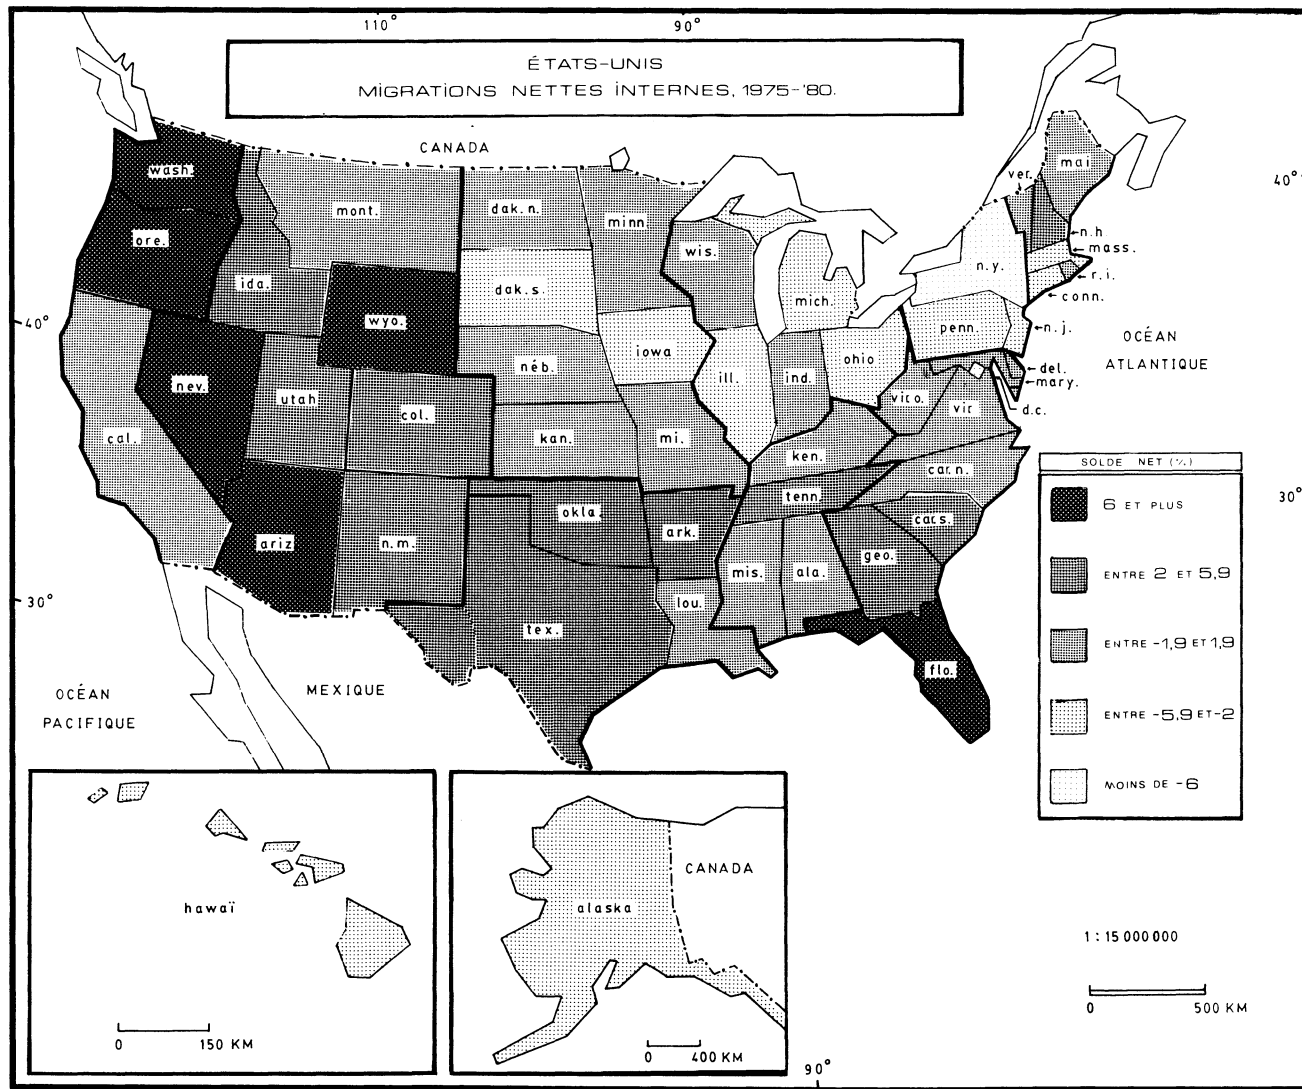 110°
90°
ÉTATS-UNIS
MIGRATIONS NETTES INTERNES, 1975-'80.
CANADA
40°
wash.
mont.
dak.n.
minn
mai
ver.
ore.
ida.
wis.
n.h.
mass.
dak.s.
n.y.
r.i.
mich.
conn.
40°
wyo.
iowa
penn.
n.j.
OCÉAN
ATLANTIQUE
nev.
utah
néb.
ill.
ind.
ohio
del.
mary.
d.c.
cal.
col.
kan.
mi.
vir.o.
vir
ken.
car.n.
SOLDE NET (%)
6 ET PLUS
30°
ariz
n.m.
okla.
ark.
tenn.
car.s.
mis.
ala.
geo.
ENTRE 2 ET 5,9
30°
lou.
tex.
ENTRE -1,9 ET 1,9
flo.
OCÉAN
PACIFIQUE
MEXIQUE
ENTRE -5,9 ET -2
MOINS DE -6
hawaï
alaska
CANADA
1 : 15 000 000
0 150 KM
0 400 KM
0 500 KM
90°